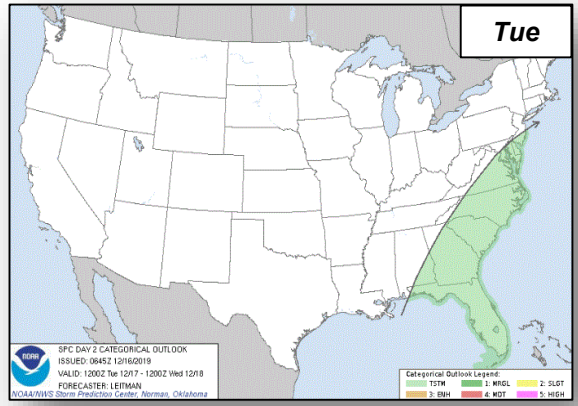 Tue
NOAA
SPC DAY 2 CATEGORICAL OUTLOOK
ISSUED: 0645Z 12/16/2019
VALID: 1200Z Tue 12/17 - 1200Z Wed 12/18
FORECASTER: LEITMAN
NOAA/NWS Storm Prediction Center, Norman, Oklahoma
Categorical Outlook Legend:
TSTM 1: MRGL 2: SLGT
3: ENH 4: MDT 5: HIGH